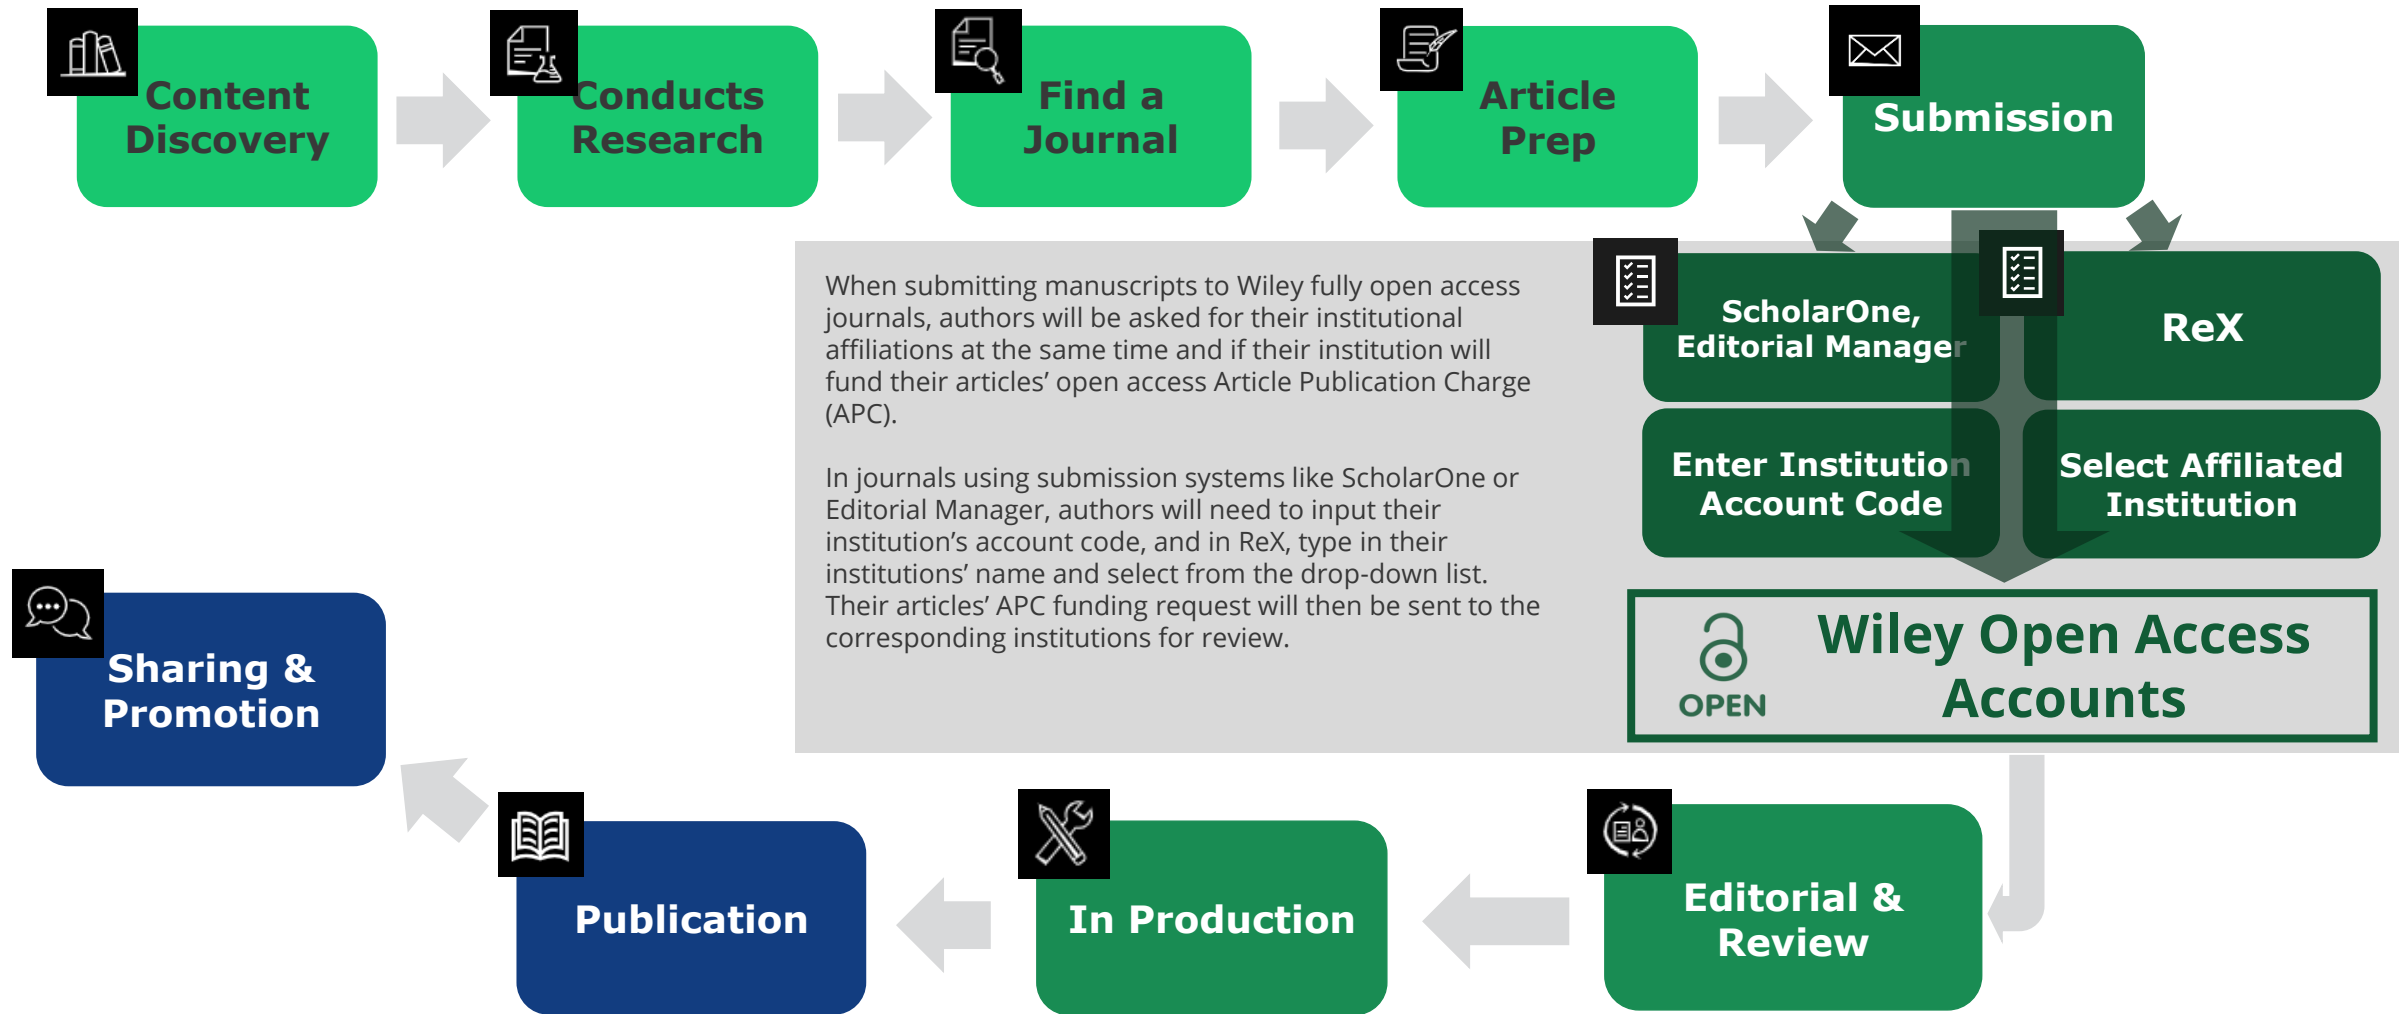 Content
Discovery
Conducts
Research
Find a
Journal
Article
Prep
Submission
When submitting manuscripts to Wiley fully open access
journals, authors will be asked for their institutional
affiliations at the same time and if their institution will
fund their articles’ open access Article Publication Charge
(APC).
In journals using submission systems like ScholarOne or
Editorial Manager, authors will need to input their
institution’s account code, and in ReX, type in their
institutions’ name and select from the drop-down list.
Their articles’ APC funding request will then be sent to the
corresponding institutions for review.
ScholarOne,
Editorial Manager
ReX
Enter Institution
Account Code
Select Affiliated
Institution
OPEN
Wiley Open Access
Accounts
Editorial &
Review
In Production
Publication
Sharing &
Promotion